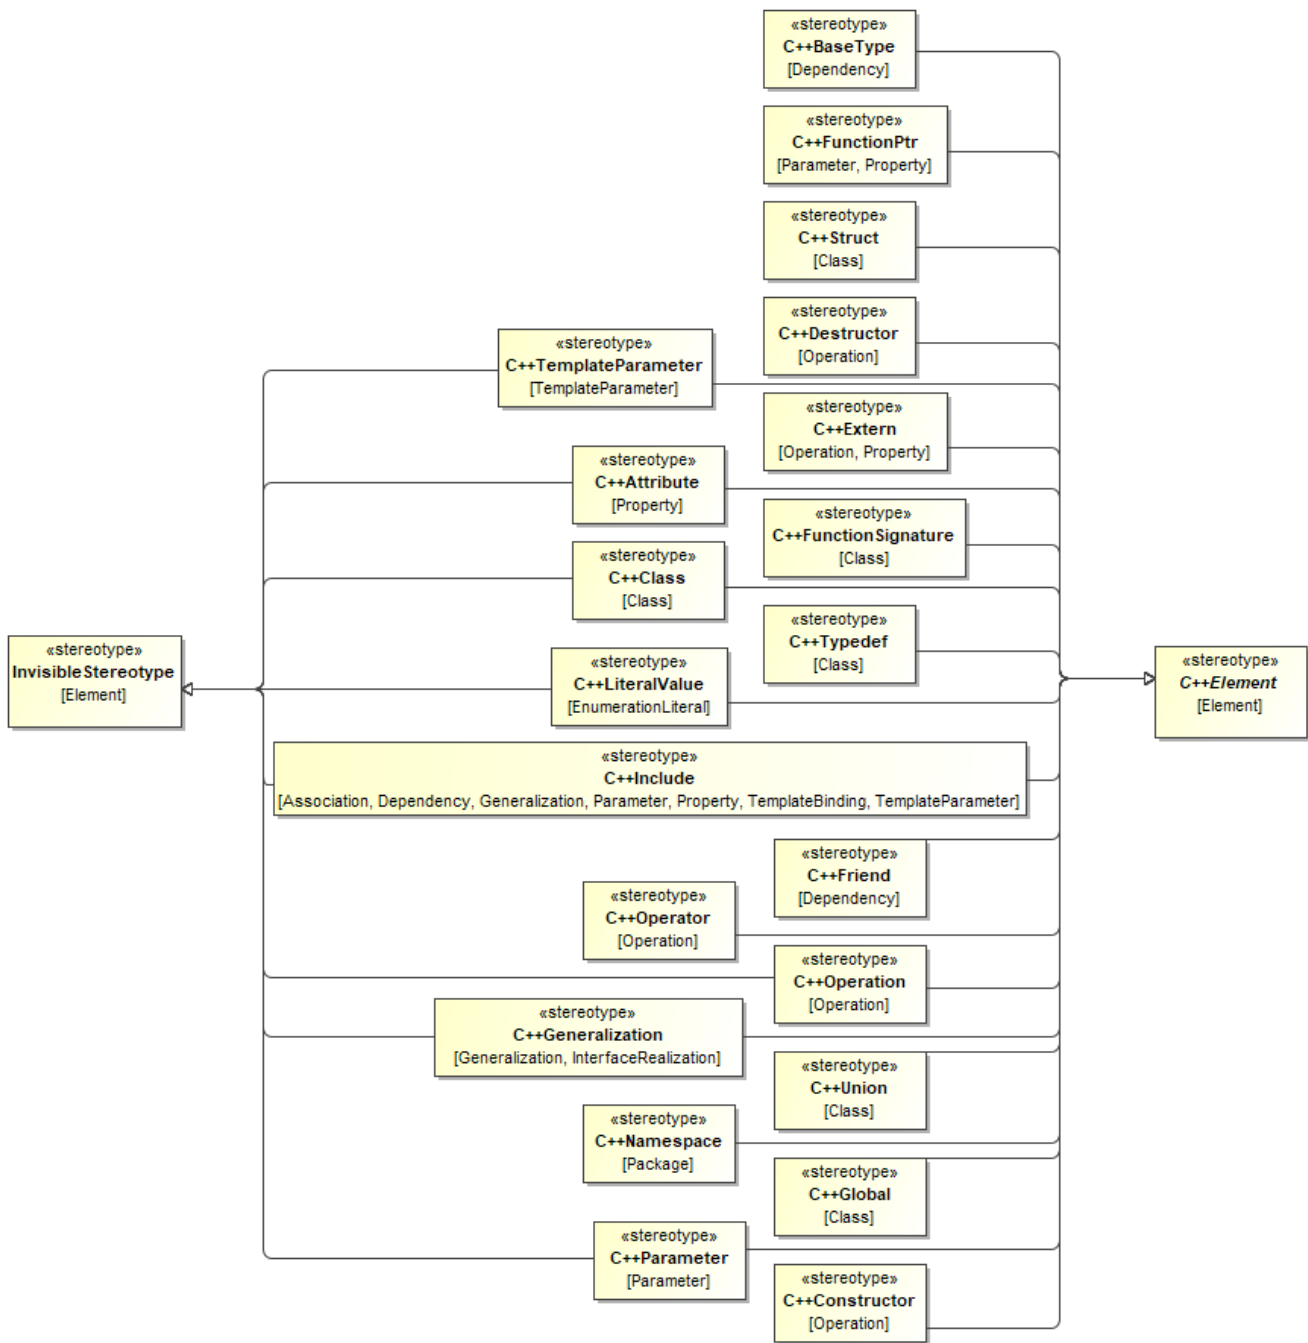 «stereotype»
C++BaseType
[Dependency]
«stereotype»
C++FunctionPtr
[Parameter, Property]
«stereotype»
C++Struct
[Class]
«stereotype»
C++Destructor
[Operation]
«stereotype»
C++TemplateParameter
[TemplateParameter]
«stereotype»
C++Extern
[Operation, Property]
«stereotype»
C++Attribute
[Property]
«stereotype»
C++FunctionSignature
[Class]
«stereotype»
C++Class
[Class]
«stereotype»
C++Typedef
[Class]
«stereotype»
InvisibleStereotype
[Element]
«stereotype»
C++LiteralValue
[EnumerationLiteral]
«stereotype»
C++Element
[Element]
«stereotype»
C++Include
[Association, Dependency, Generalization, Parameter, Property, TemplateBinding, TemplateParameter]
«stereotype»
C++Friend
[Dependency]
«stereotype»
C++Operator
[Operation]
«stereotype»
C++Operation
[Operation]
«stereotype»
C++Generalization
[Generalization, InterfaceRealization]
«stereotype»
C++Union
[Class]
«stereotype»
C++Namespace
[Package]
«stereotype»
C++Global
[Class]
«stereotype»
C++Parameter
[Parameter]
«stereotype»
C++Constructor
[Operation]